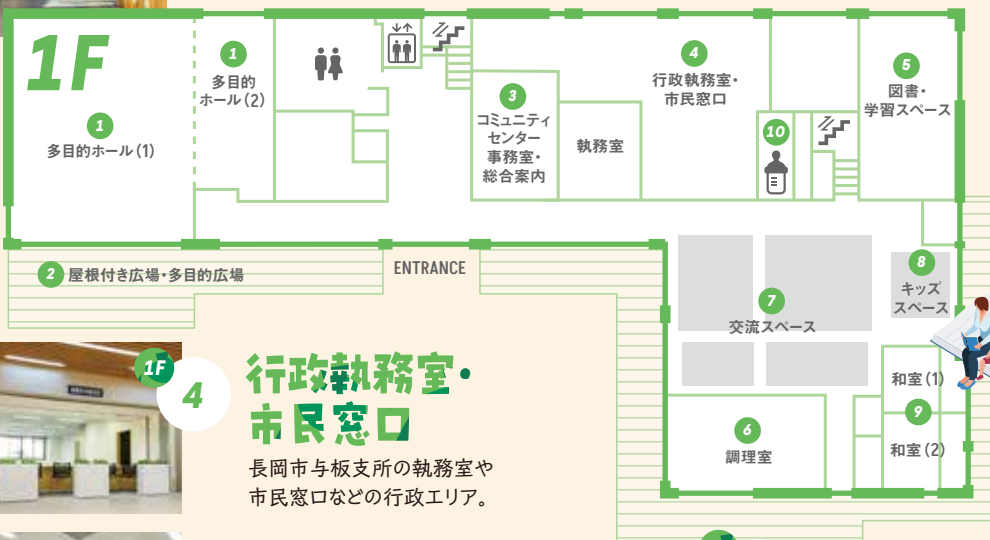 1F
1
多目的ホール(1)
1
多目的
ホール(2)
3
コミュニティ
センター
事務室・
総合案内
執務室
4
行政執務室・
市民窓口
10
5
図書・
学習スペース
2 屋根付き広場・多目的広場
ENTRANCE
7
交流スペース
8
キッズ
スペース
6
調理室
和室(1)
9
和室(2)
1F
4
行政執務室・
市民窓口
長岡市与板支所の執務室や
市民窓口などの行政エリア。